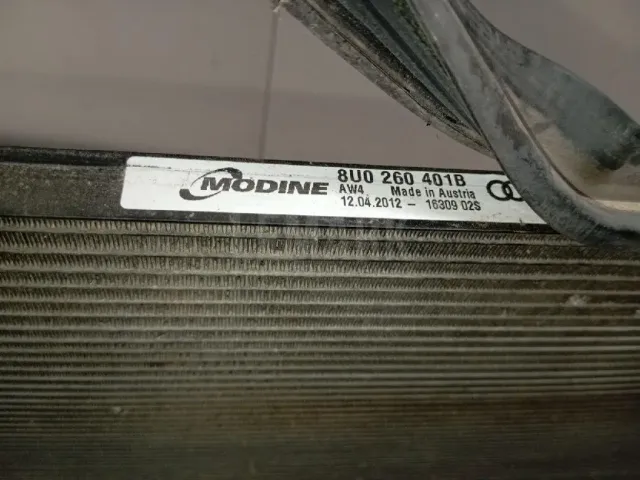 MODINE
8U0 260 401B
AW4 Made in Austria
12.04.2012 - 16309 02S